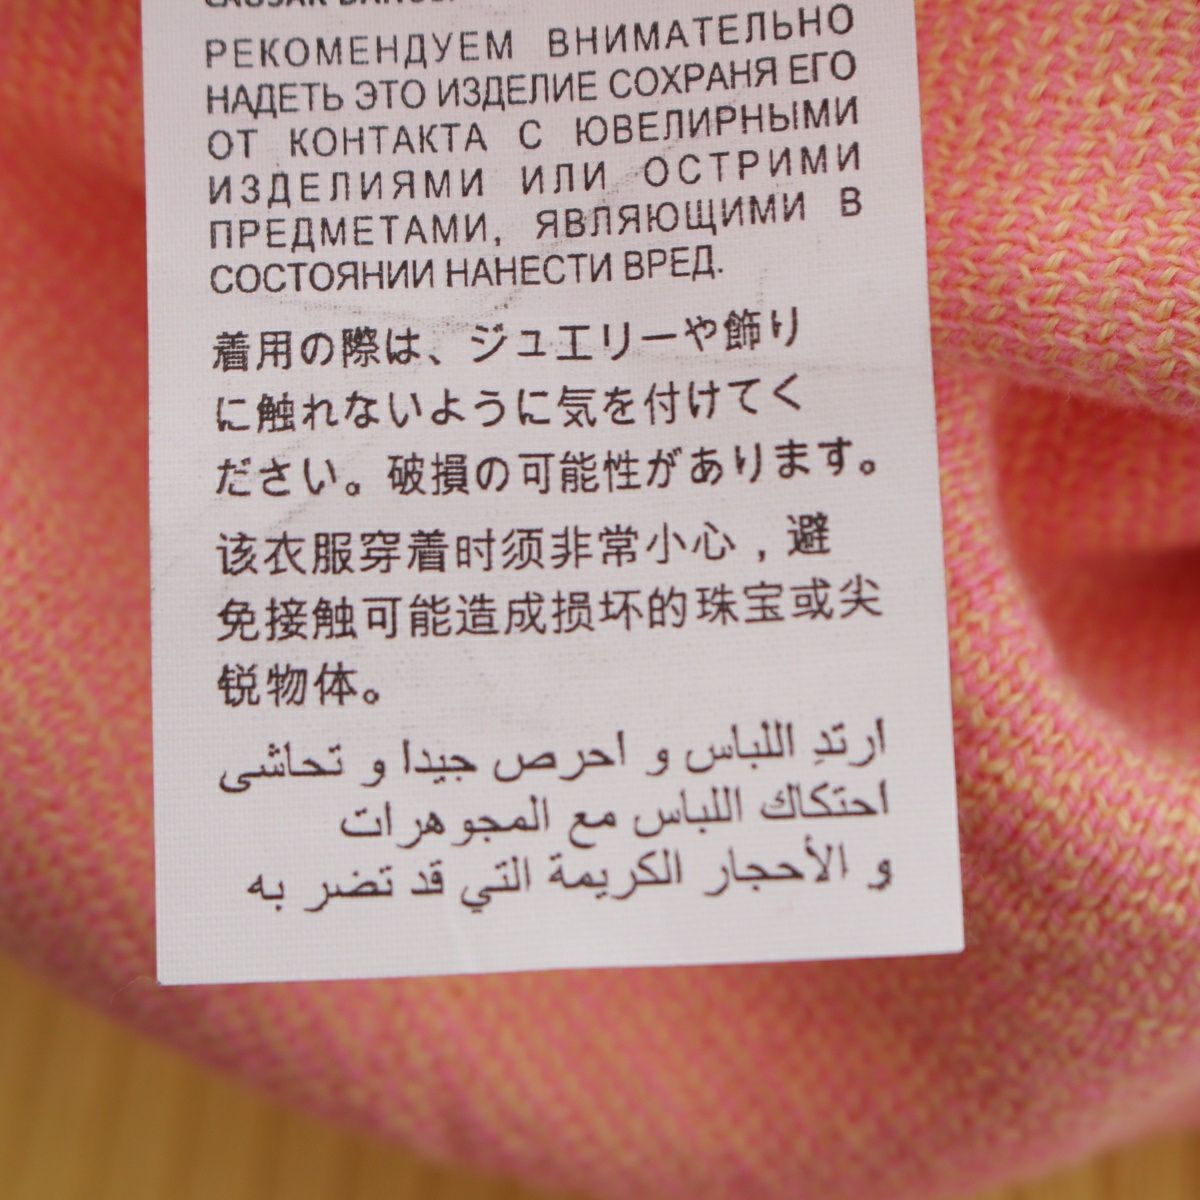 РЕКОМЕНДУЕМ ВНИМАТЕЛЬНО
НАДЕТЬ ЭТО ИЗДЕЛИЕ СОХРАНЯ ЕГО
ОТ КОНТАКТА С ЮВЕЛИРНЫМИ
ИЗДЕЛИЯМИ ИЛИ ОСТРИМИ
ПРЕДМЕТАМИ, ЯВЛЯЮЩИМИ В
СОСТОЯНИИ НАНЕСТИ ВРЕД.
着用の際は、ジュエリーや飾り
に触れないように気を付けてく
ださい。破損の可能性があります。
该衣服穿着时须非常小心，避
免接触可能造成损坏的珠宝或尖
锐物体。
ارتدِ اللباس و احرص جيدا و تحاشى
احتكاك اللباس مع المجوهرات
و الأحجار الكريمة التي قد تضر به